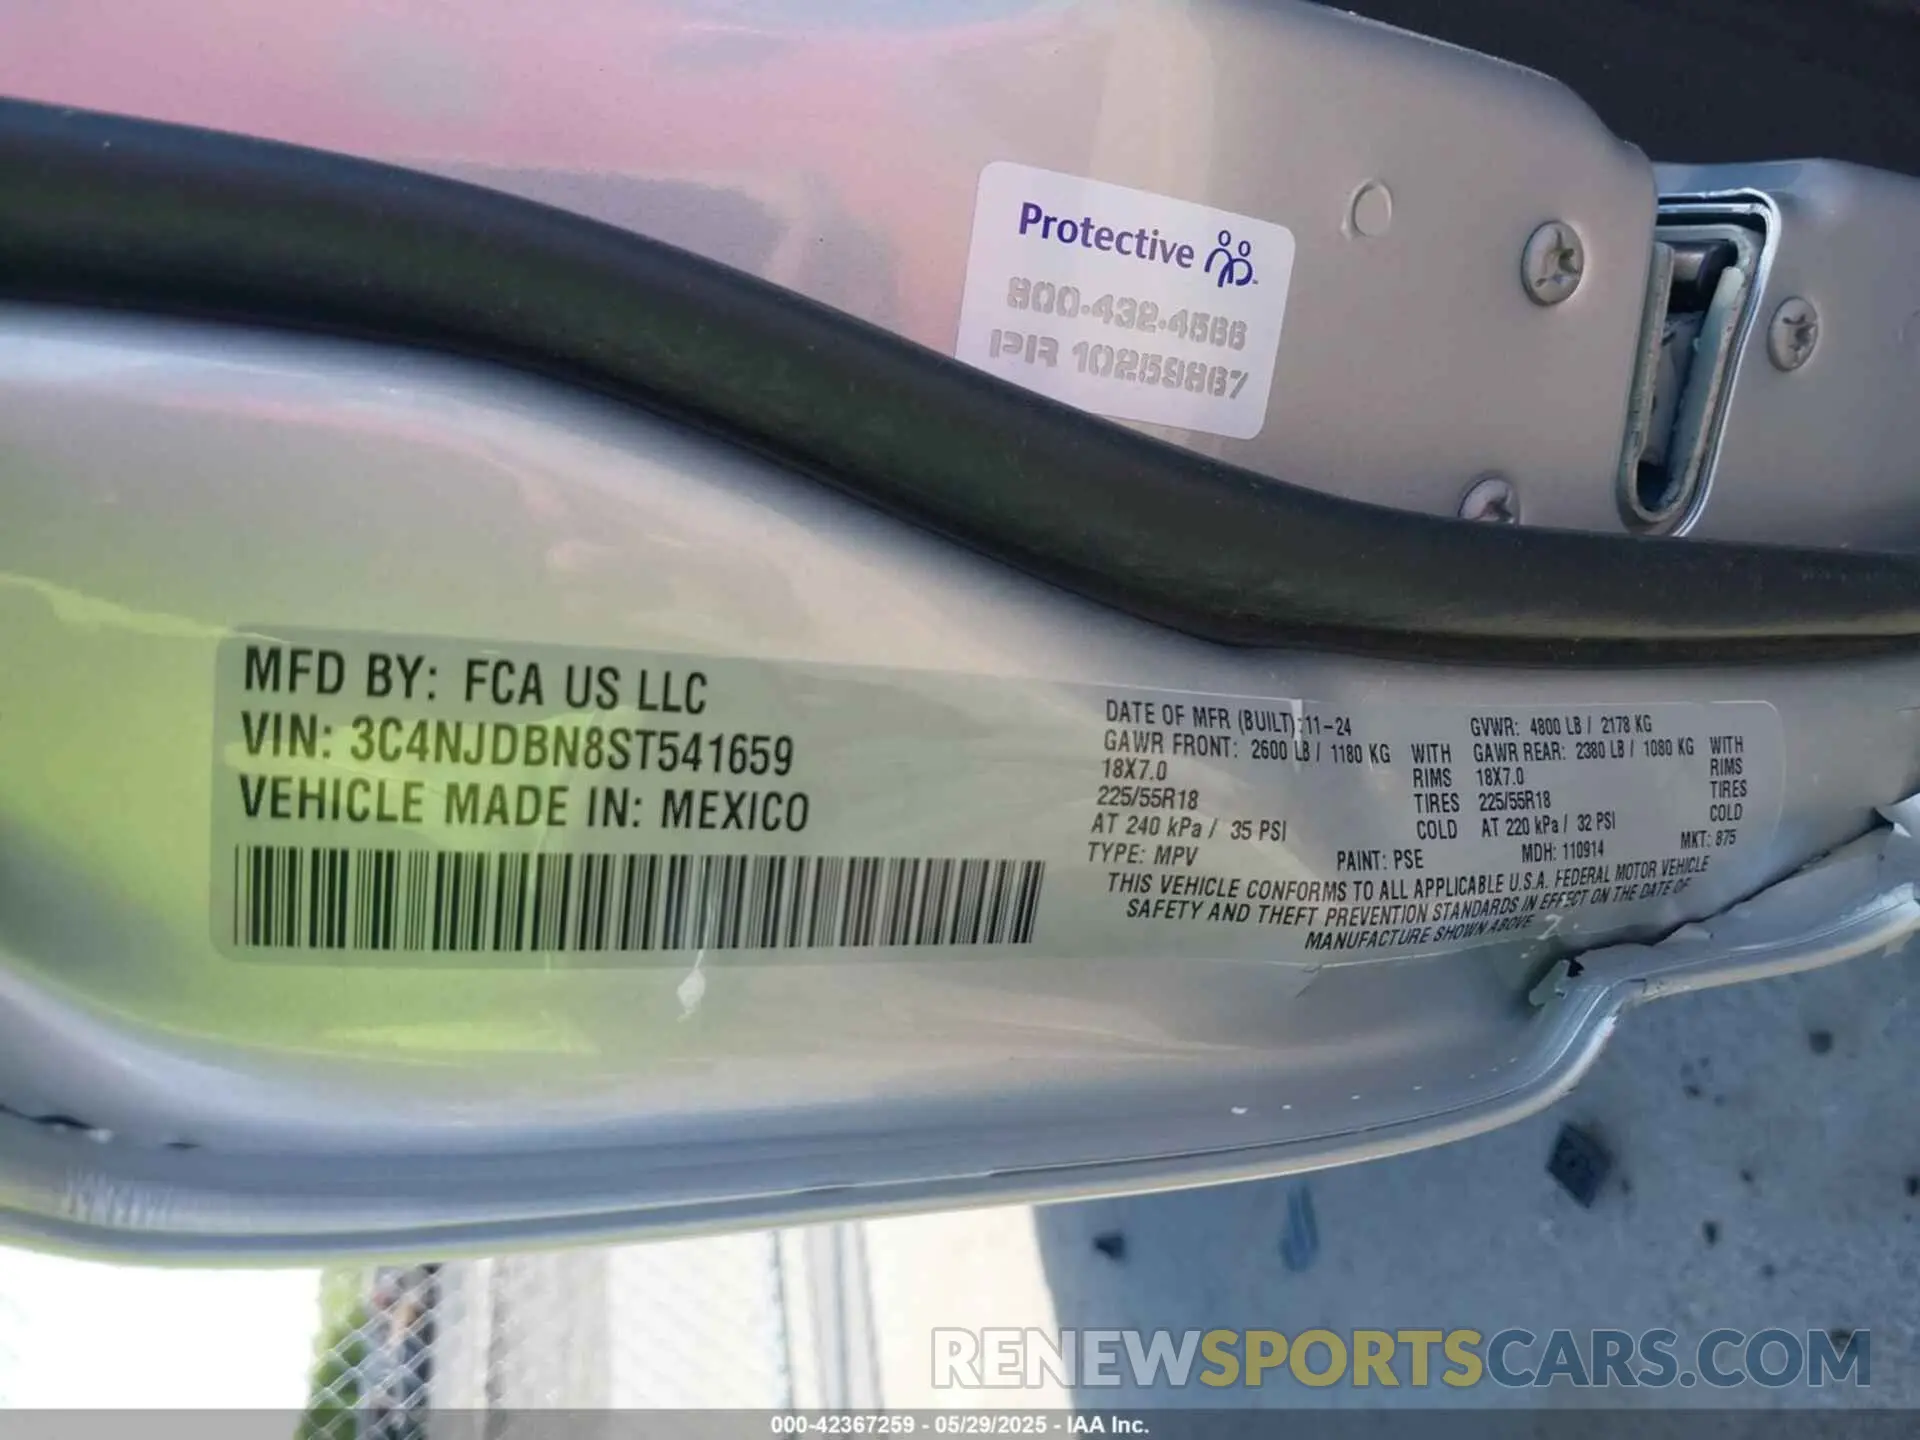 Protective
800-432-4566
IPIR 10259867
MFD BY: FCA US LLC
VIN: 3C4NJDBN8ST541659
VEHICLE MADE IN: MEXICO
DATE OF MFR (BUILT): 11-24 GVWR: 4800 LB / 2178 KG
GAWR FRONT: 2600 LB / 1180 KG WITH GAWR REAR: 2380 LB / 1080 KG WITH
18X7.0 RIMS 18X7.0 RIMS
225/55R18 TIRES 225/55R18 TIRES
AT 240 kPa / 35 PSI COLD AT 220 kPa / 32 PSI COLD
TYPE: MPV PAINT: PSE MDH: 110914 MKT: 875
THIS VEHICLE CONFORMS TO ALL APPLICABLE U.S.A. FEDERAL MOTOR VEHICLE
SAFETY AND THEFT PREVENTION STANDARDS IN EFFECT ON THE DATE OF
MANUFACTURE SHOWN ABOVE
RENEWSPORTSCARS.COM
000-42367259 - 05/29/2025 - IAA Inc.